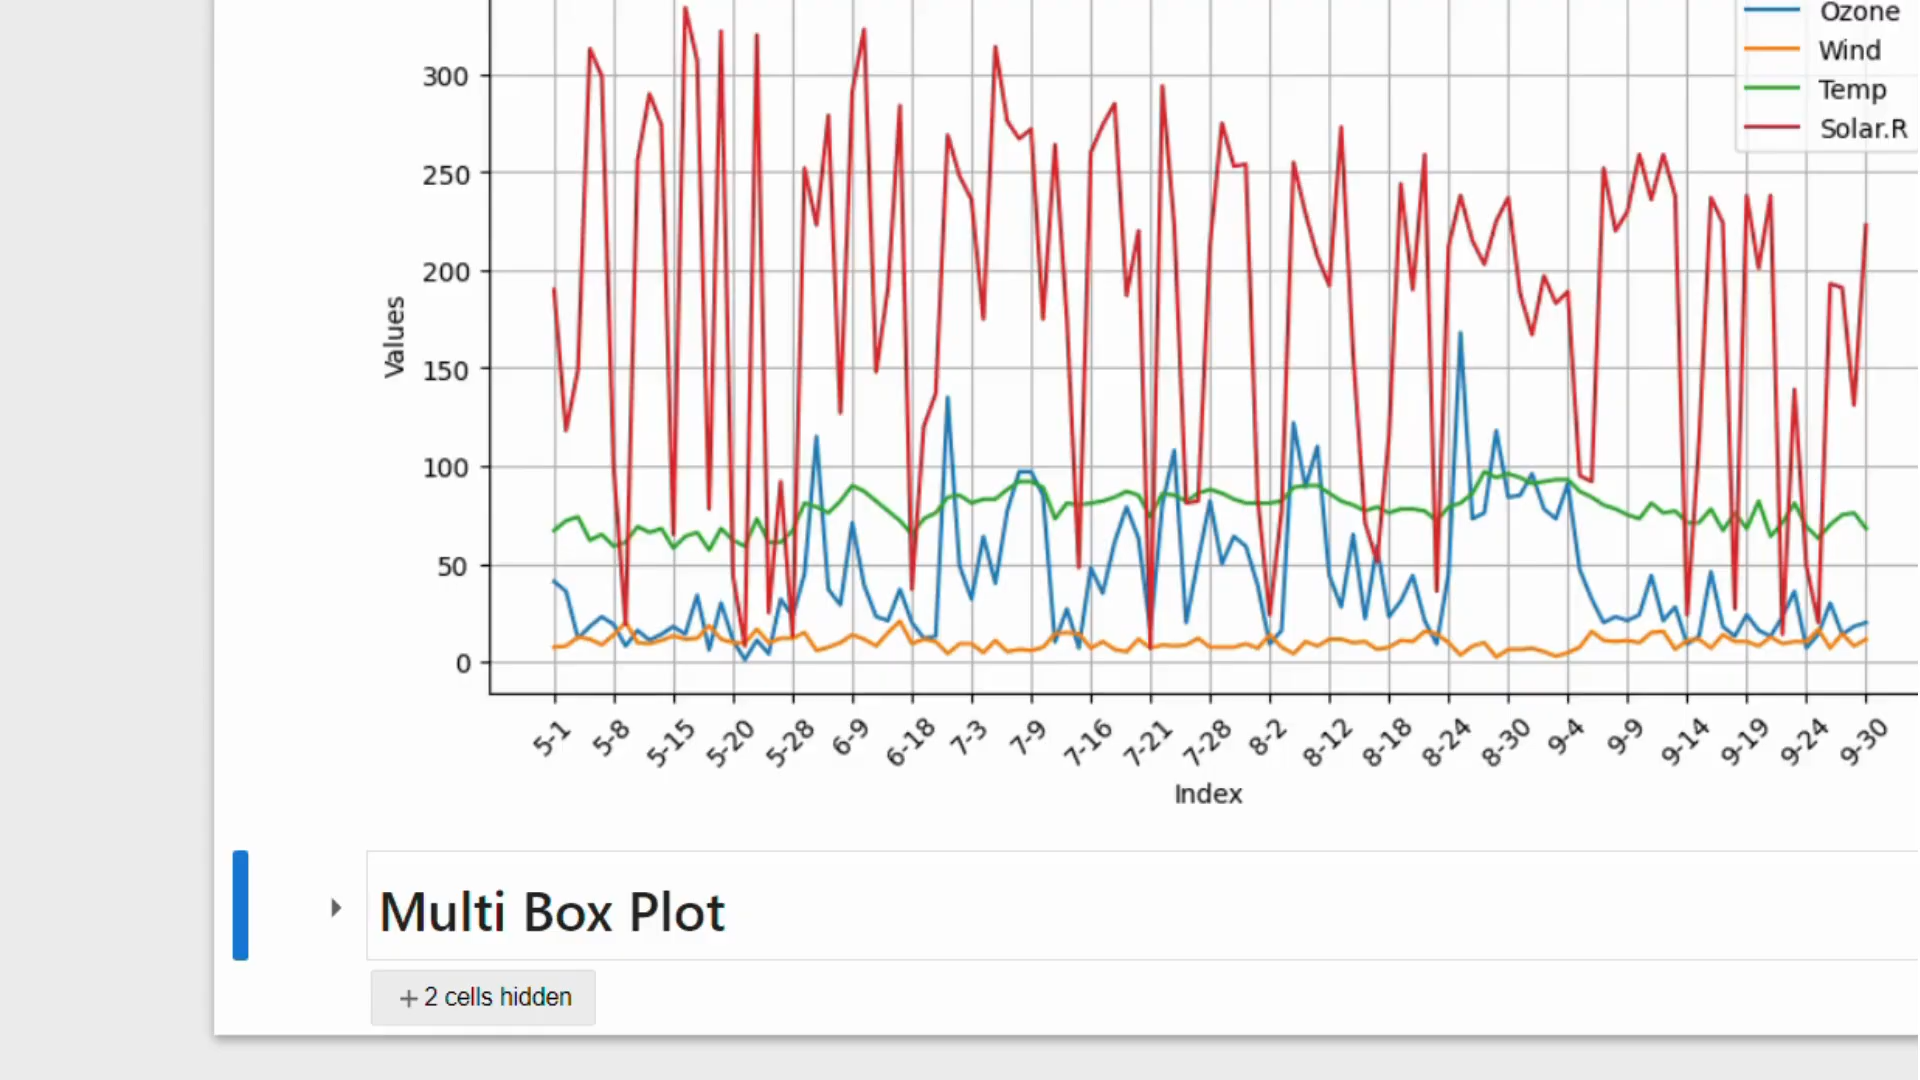 Ozone
Wind
Temp
Solar.R
300
250
200
150
100
50
0
Values
5-1 5-8 5-15 5-20 5-28 6-9 6-18 7-3 7-9 7-16 7-21 7-28 8-2 8-12 8-18 8-24 8-30 9-4 9-9 9-14 9-19 9-24 9-30
Index
Multi Box Plot
+ 2 cells hidden